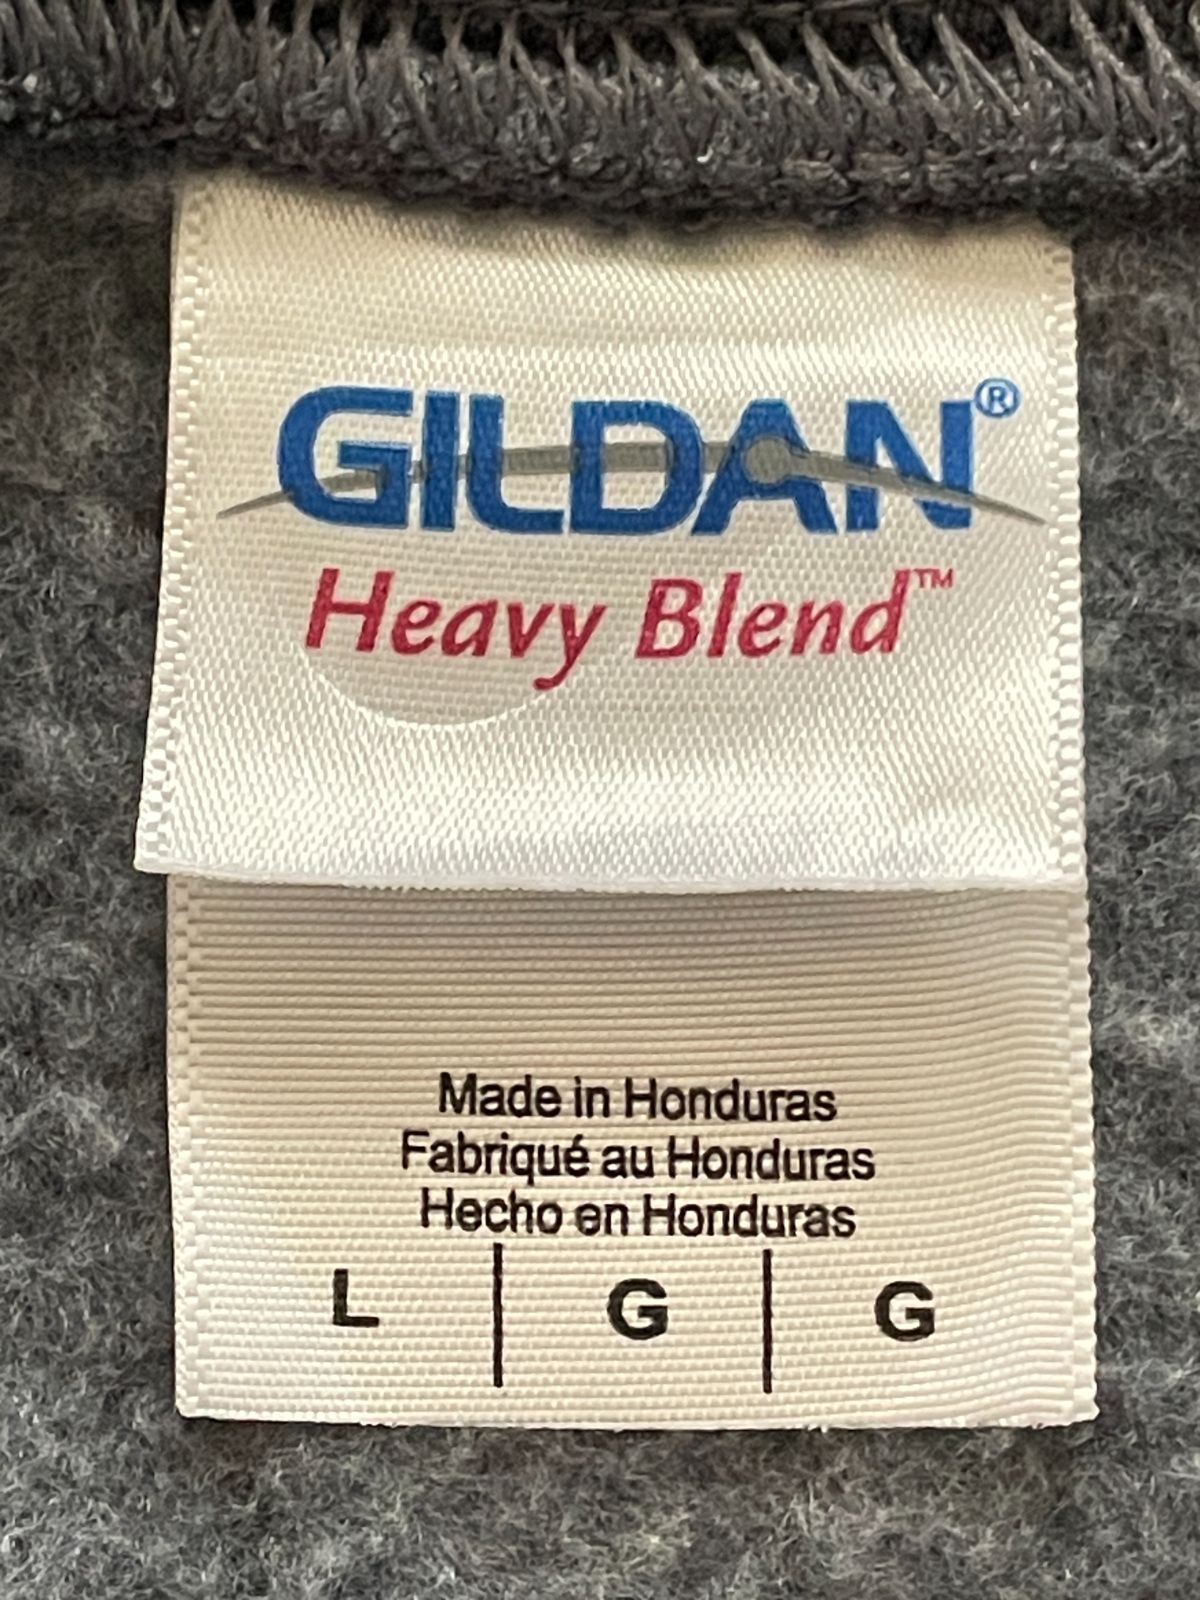 GILDAN®
Heavy Blend™
Made in Honduras
Fabriqué au Honduras
Hecho en Honduras
L | G | G